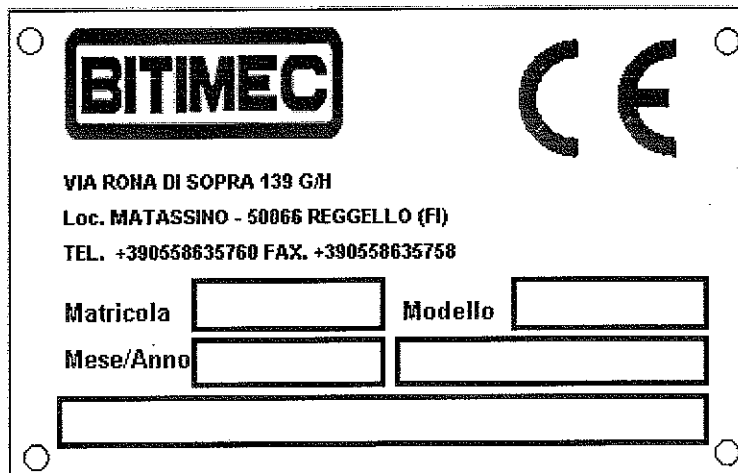 BITIMEC CE
VIA RONA DI SOPRA 139 G/H
Loc. MATASSINO - 50066 REGGELLO (FI)
TEL. +390558635760 FAX. +390558635758
Matricola Modello
Mese/Anno